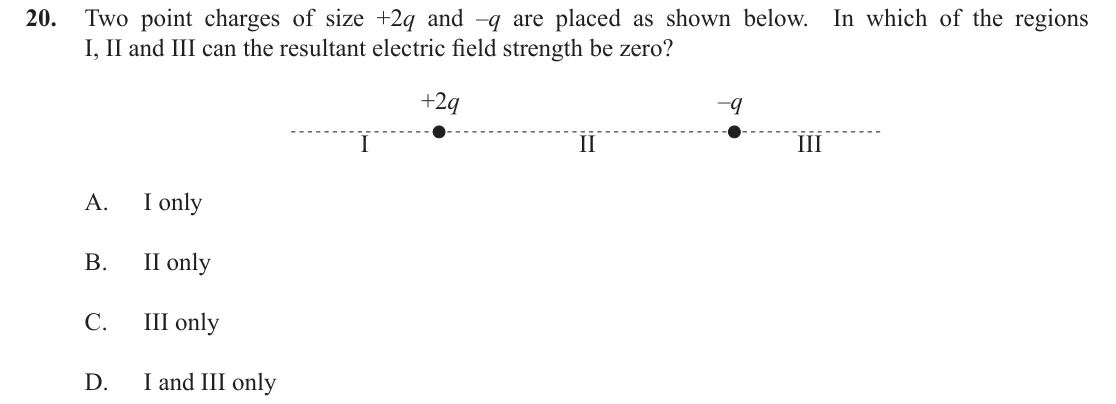 20. Two point charges of size +2q and –q are placed as shown below. In which of the regions
I, II and III can the resultant electric field strength be zero?
+2q –q
I II III
A. I only
B. II only
C. III only
D. I and III only